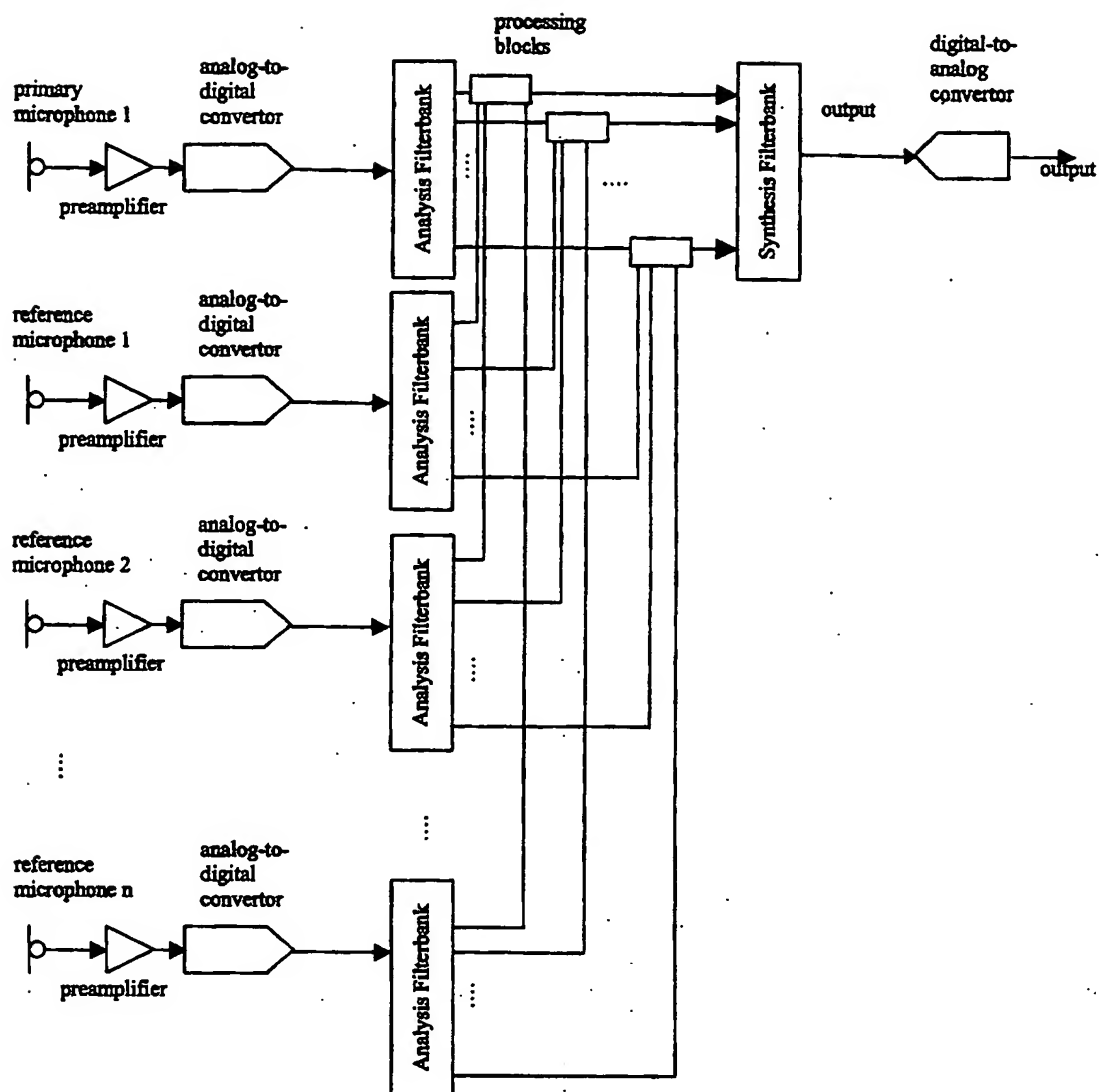 processing
blocks
digital-to-
analog
convertor
primary
microphone 1
analog-to-
digital
convertor
preamplifier
Analysis Filterbank
....
....
Synthesis Filterbank
output
output
reference
microphone 1
analog-to-
digital
convertor
preamplifier
Analysis Filterbank
....
reference
microphone 2
analog-to-
digital
convertor
preamplifier
Analysis Filterbank
....
....
....
reference
microphone n
analog-to-
digital
convertor
preamplifier
Analysis Filterbank
....